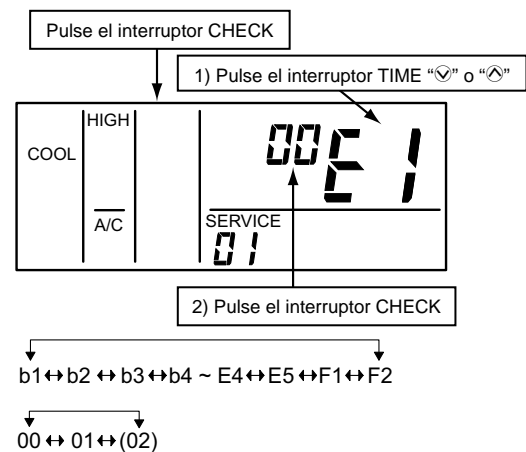 Pulse el interruptor CHECK
1) Pulse el interruptor TIME “⌵” o “⌃”
HIGH
COOL
A/C
00 E1
SERVICE
01
2) Pulse el interruptor CHECK
b1↔b2 ↔ b3 ↔b4 ~ E4↔E5↔F1↔F2
00 ↔ 01 ↔ (02)